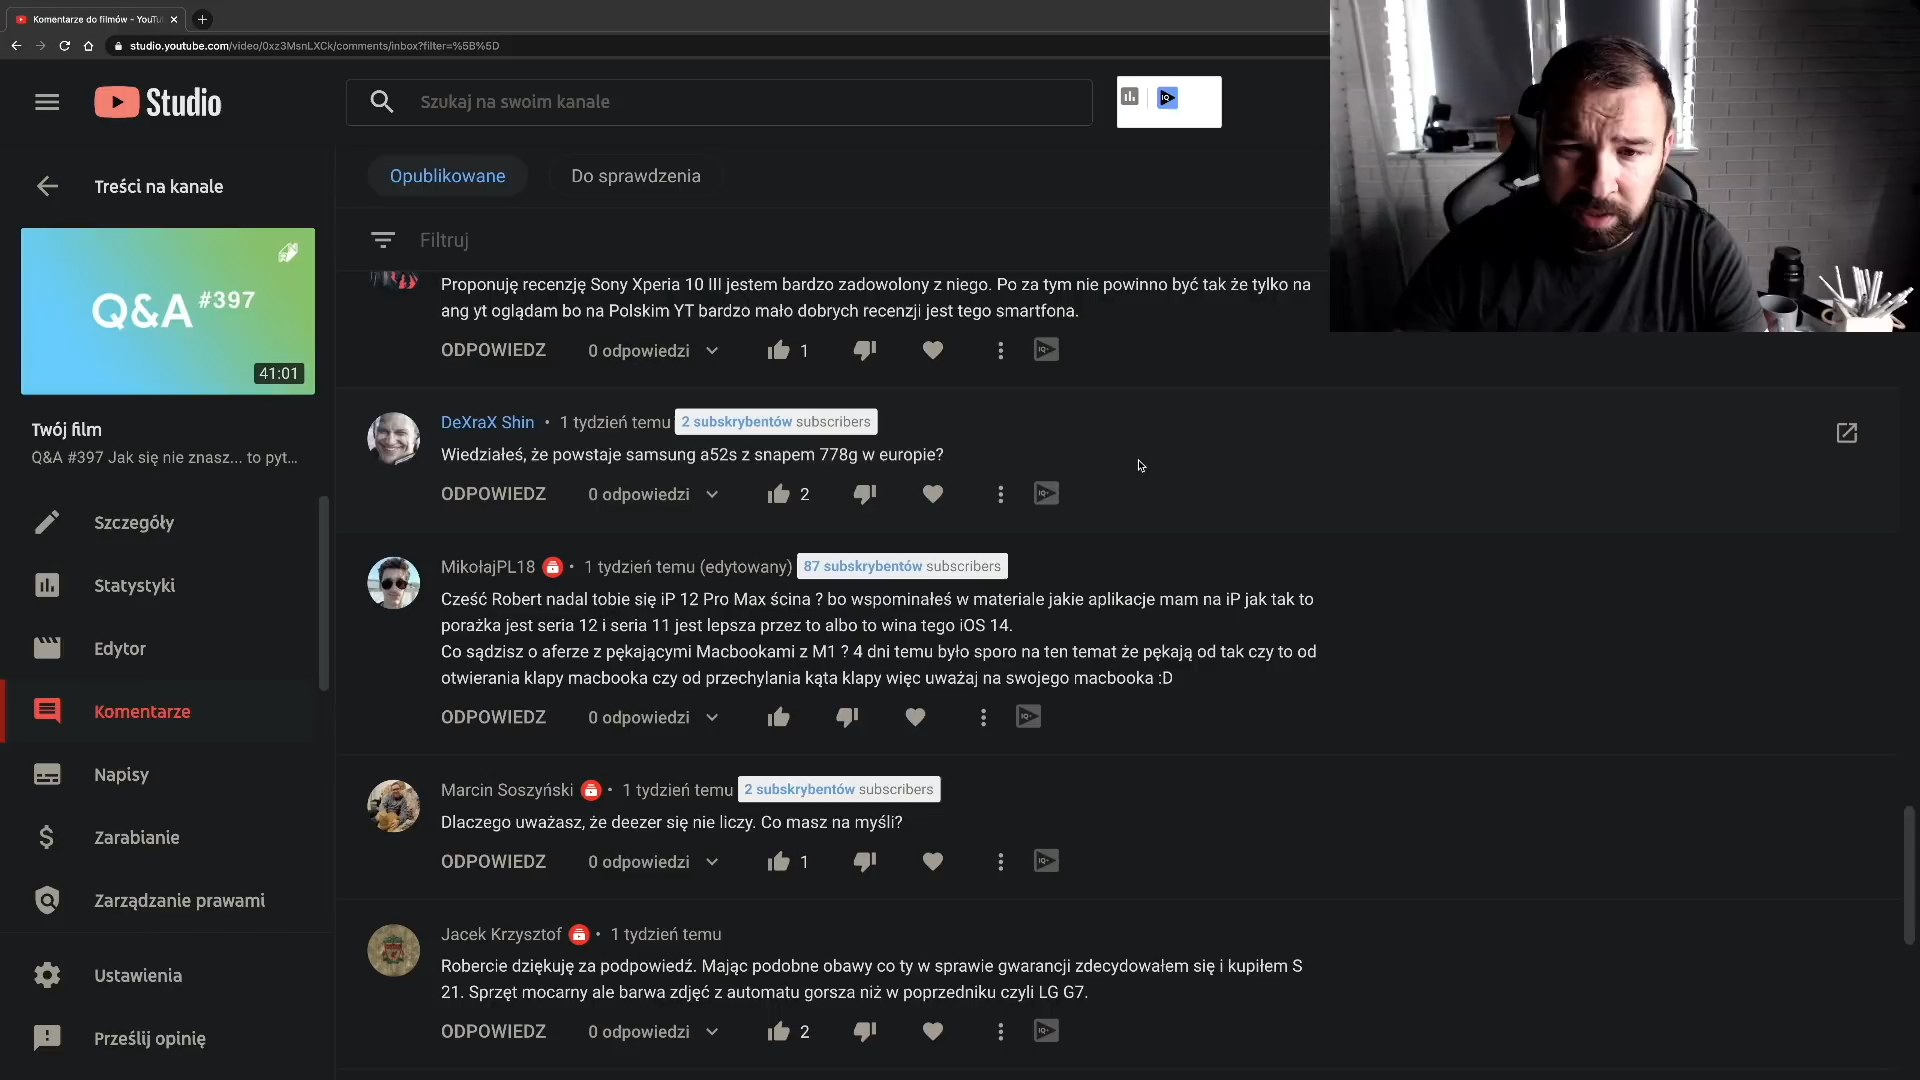 Komentarze do filmów - YouTu
studio.youtube.com/video/0xz3MsnLXCk/comments/inbox?filter=%5B%5D
Studio
Szukaj na swoim kanale
IQ
Treści na kanale
Q&A #397
41:01
Twój film
Q&A #397 Jak się nie znasz... to pyt...
Szczegóły
Statystyki
Edytor
Komentarze
Napisy
Zarabianie
Zarządzanie prawami
Ustawienia
Prześlij opinię
Opublikowane
Do sprawdzenia
Filtruj
Proponuję recenzję Sony Xperia 10 III jestem bardzo zadowolony z niego. Po za tym nie powinno być tak że tylko na
ang yt oglądam bo na Polskim YT bardzo mało dobrych recenzji jest tego smartfona.
ODPOWIEDZ 0 odpowiedzi 1 IQ+
DeXraX Shin • 1 tydzień temu 2 subskrybentów subscribers
Wiedziałeś, że powstaje samsung a52s z snapem 778g w europie?
ODPOWIEDZ 0 odpowiedzi 2 IQ+
MikołajPL18 • 1 tydzień temu (edytowany) 87 subskrybentów subscribers
Cześć Robert nadal tobie się iP 12 Pro Max ścina ? bo wspominałeś w materiale jakie aplikacje mam na iP jak tak to
porażka jest seria 12 i seria 11 jest lepsza przez to albo to wina tego iOS 14.
Co sądzisz o aferze z pękającymi Macbookami z M1 ? 4 dni temu było sporo na ten temat że pękają od tak czy to od
otwierania klapy macbooka czy od przechylania kąta klapy więc uważaj na swojego macbooka :D
ODPOWIEDZ 0 odpowiedzi IQ+
Marcin Soszyński • 1 tydzień temu 2 subskrybentów subscribers
Dlaczego uważasz, że deezer się nie liczy. Co masz na myśli?
ODPOWIEDZ 0 odpowiedzi 1 IQ+
Jacek Krzysztof • 1 tydzień temu
Robercie dziękuję za podpowiedź. Mając podobne obawy co ty w sprawie gwarancji zdecydowałem się i kupiłem S
21. Sprzęt mocarny ale barwa zdjęć z automatu gorsza niż w poprzedniku czyli LG G7.
ODPOWIEDZ 0 odpowiedzi 2 IQ+